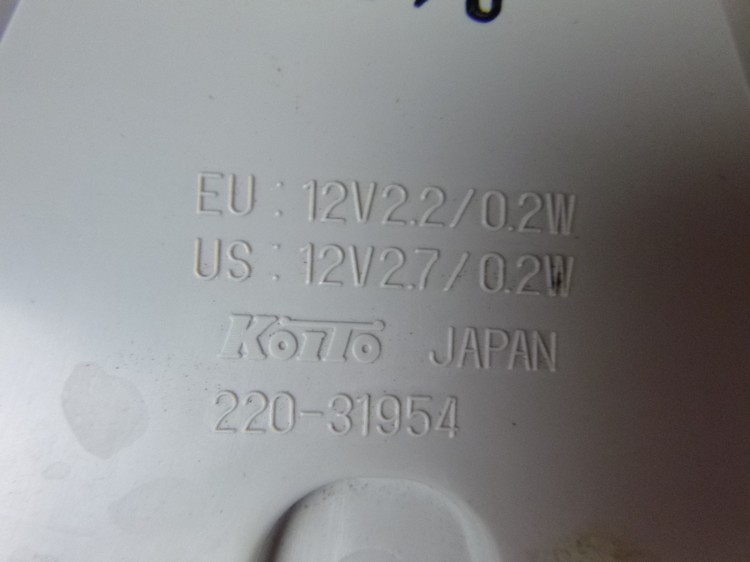 EU : 12V2.2/0.2W
US : 12V2.7/0.2W
KOITO JAPAN
220-31954